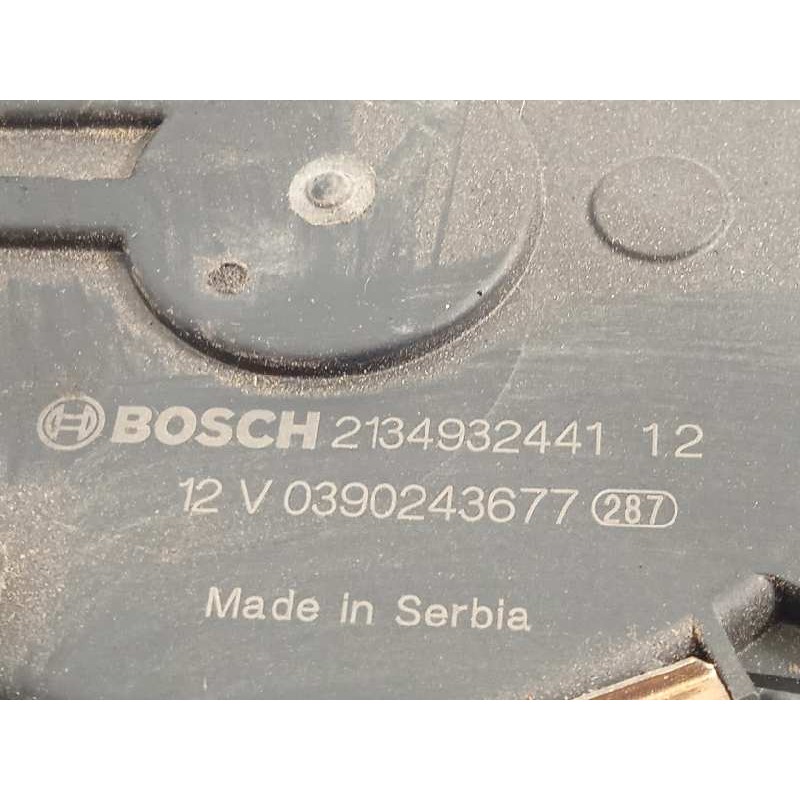 BOSCH 2134932441 12
12 V 0390243677 287
Made in Serbia